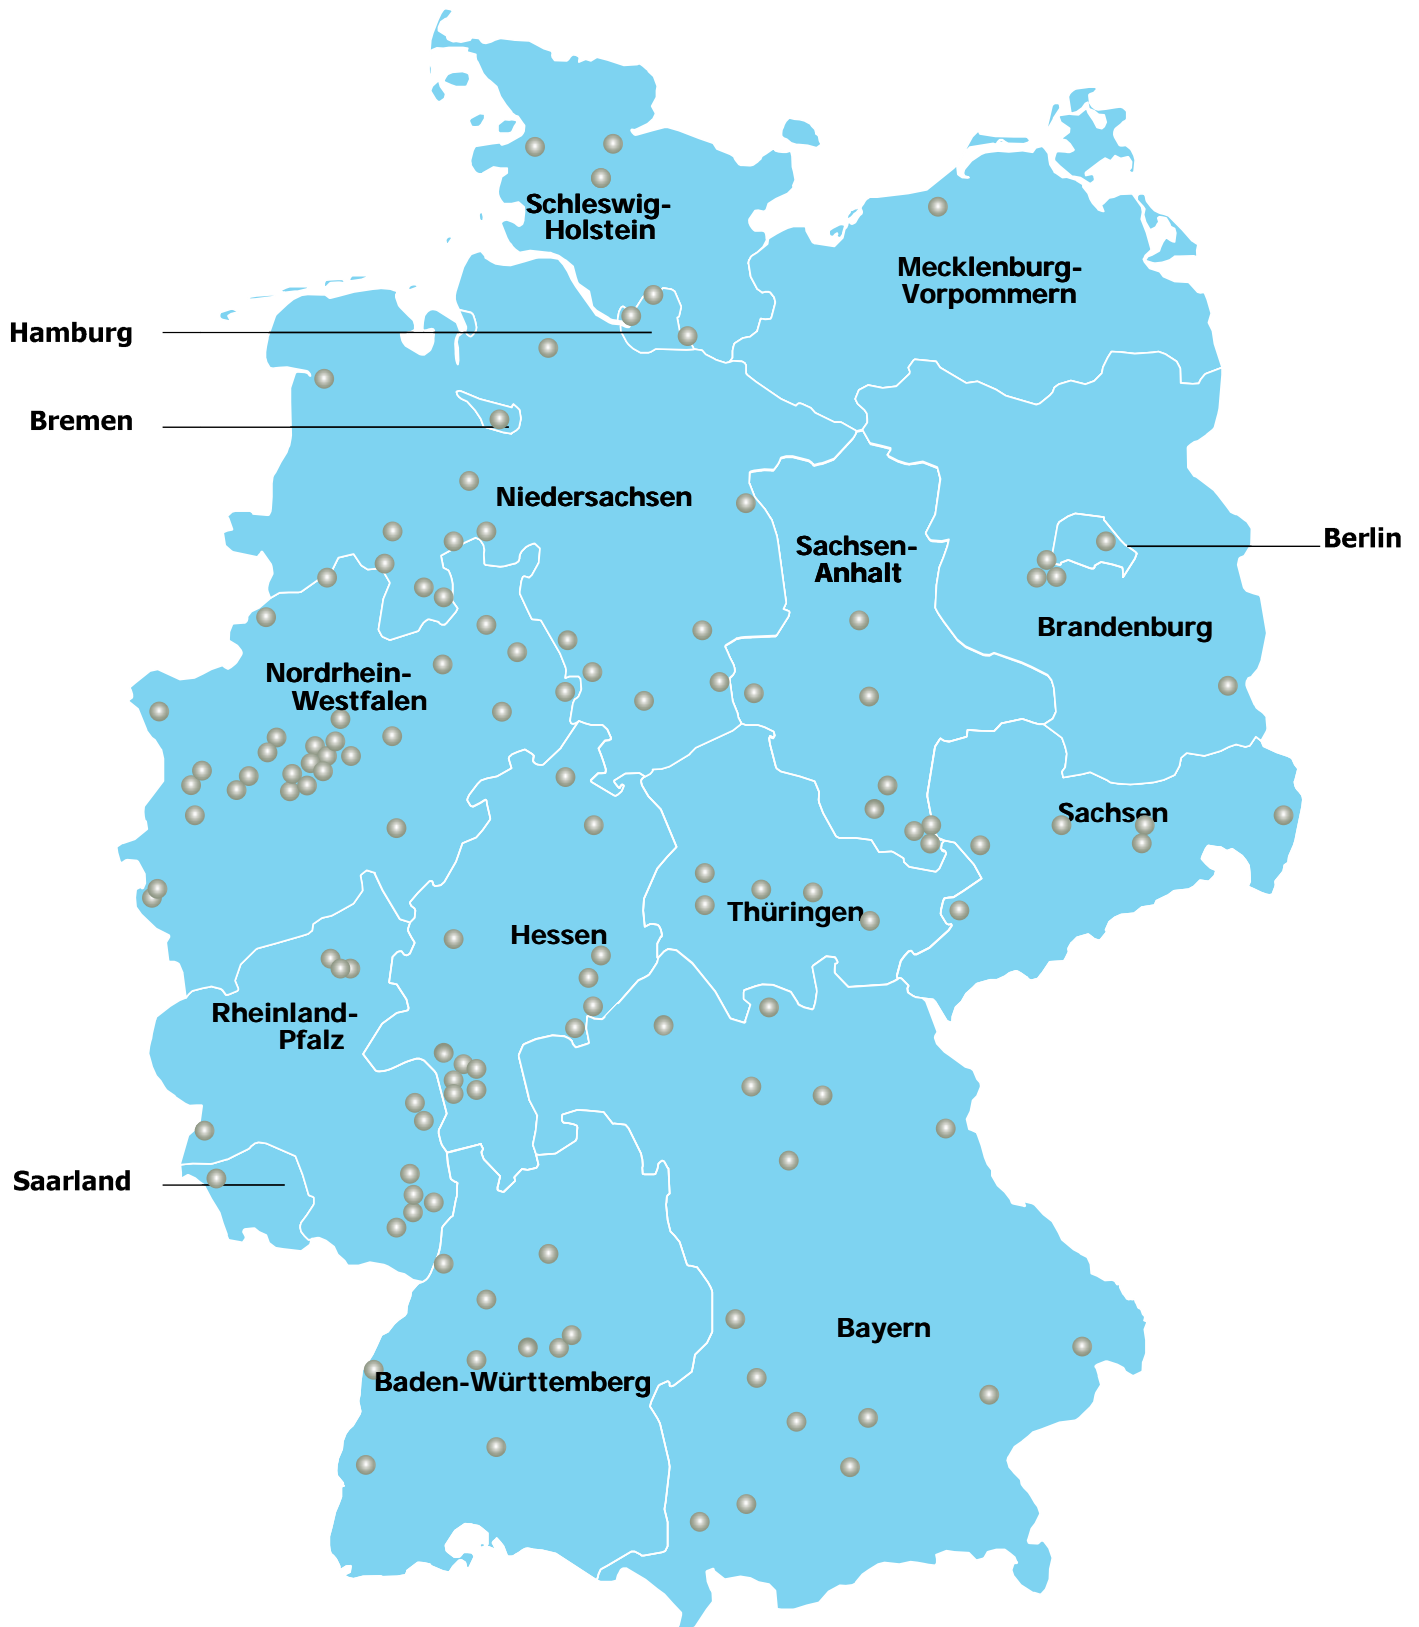 Schleswig-
Holstein
Mecklenburg-
Vorpommern
Hamburg
Bremen
Niedersachsen
Sachsen-
Anhalt
Berlin
Brandenburg
Nordrhein-
Westfalen
Sachsen
Thüringen
Hessen
Rheinland-
Pfalz
Saarland
Bayern
Baden-Württemberg